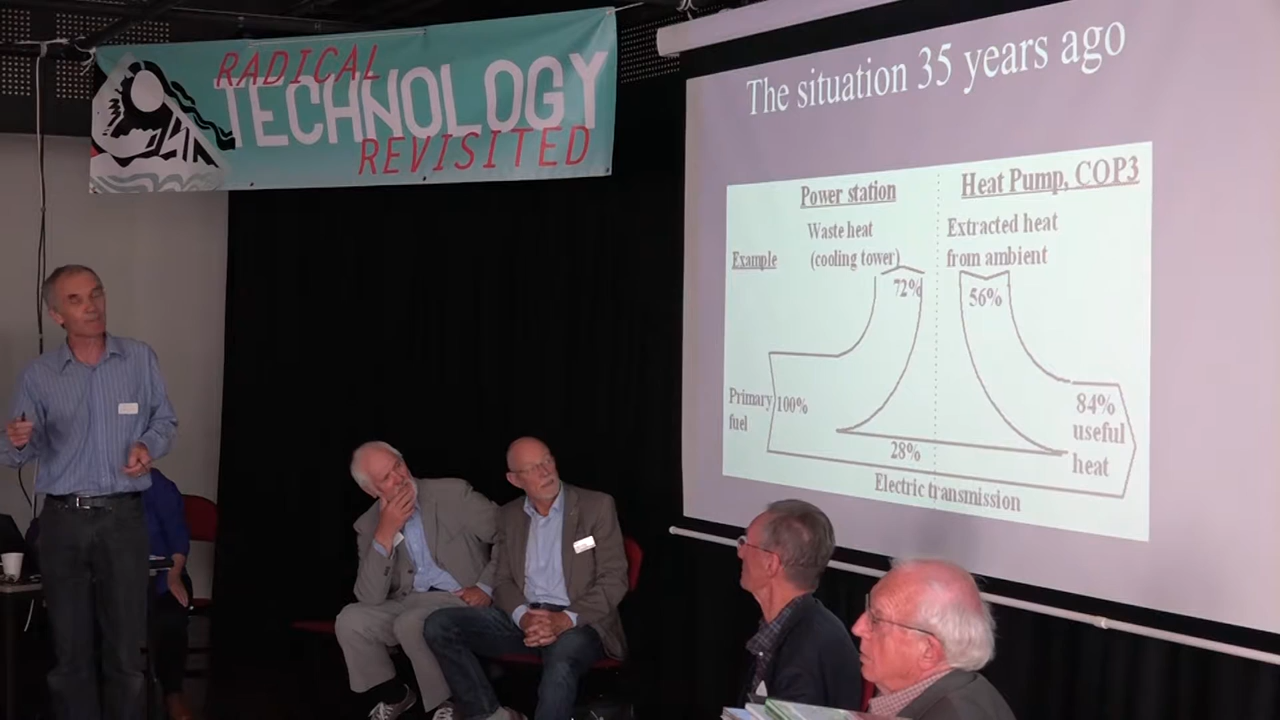 RADICAL
TECHNOLOGY
REVISITED
The situation 35 years ago
Power station
Heat Pump, COP3
Waste heat
(cooling tower)
Extracted heat
from ambient
Example
72%
56%
Primary
fuel
100%
84%
useful
heat
28%
Electric transmission